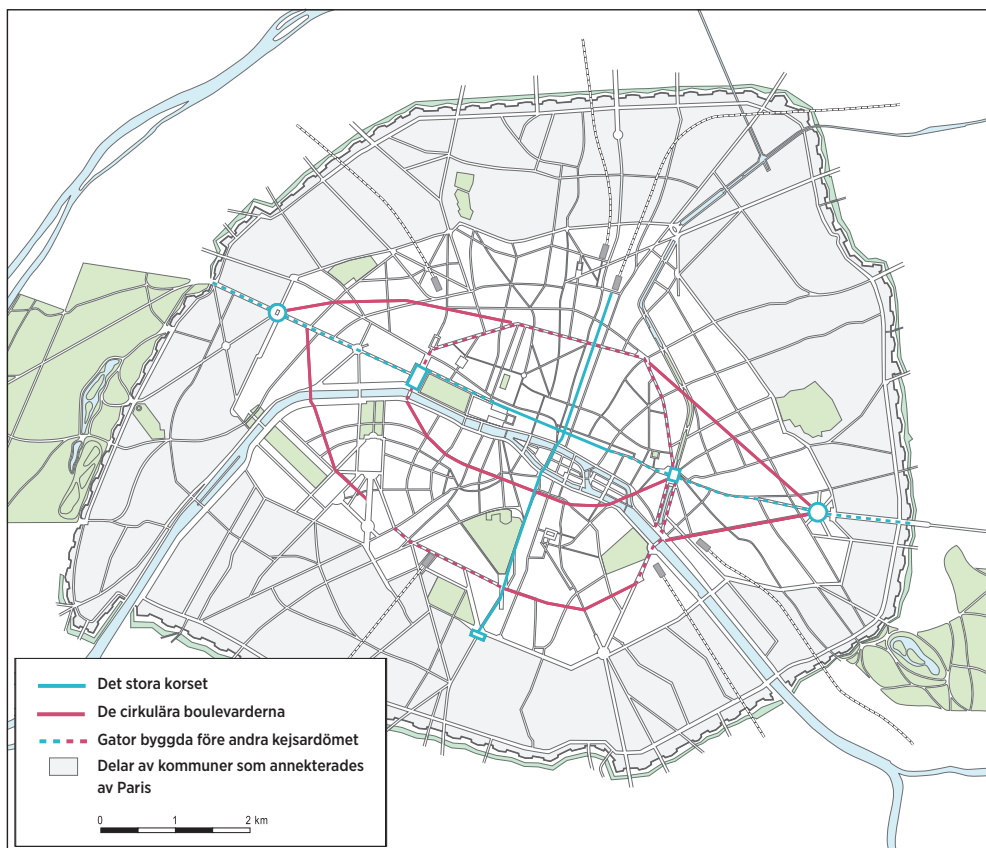 Det stora korset
De cirkulära boulevarderna
Gator byggda före andra kejsardömet
Delar av kommuner som annekterades
av Paris
0 1 2 km